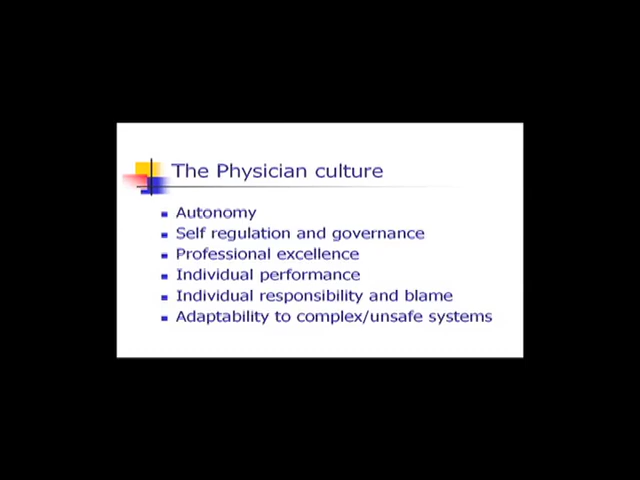 The Physician culture
Autonomy
Self regulation and governance
Professional excellence
Individual performance
Individual responsibility and blame
Adaptability to complex/unsafe systems